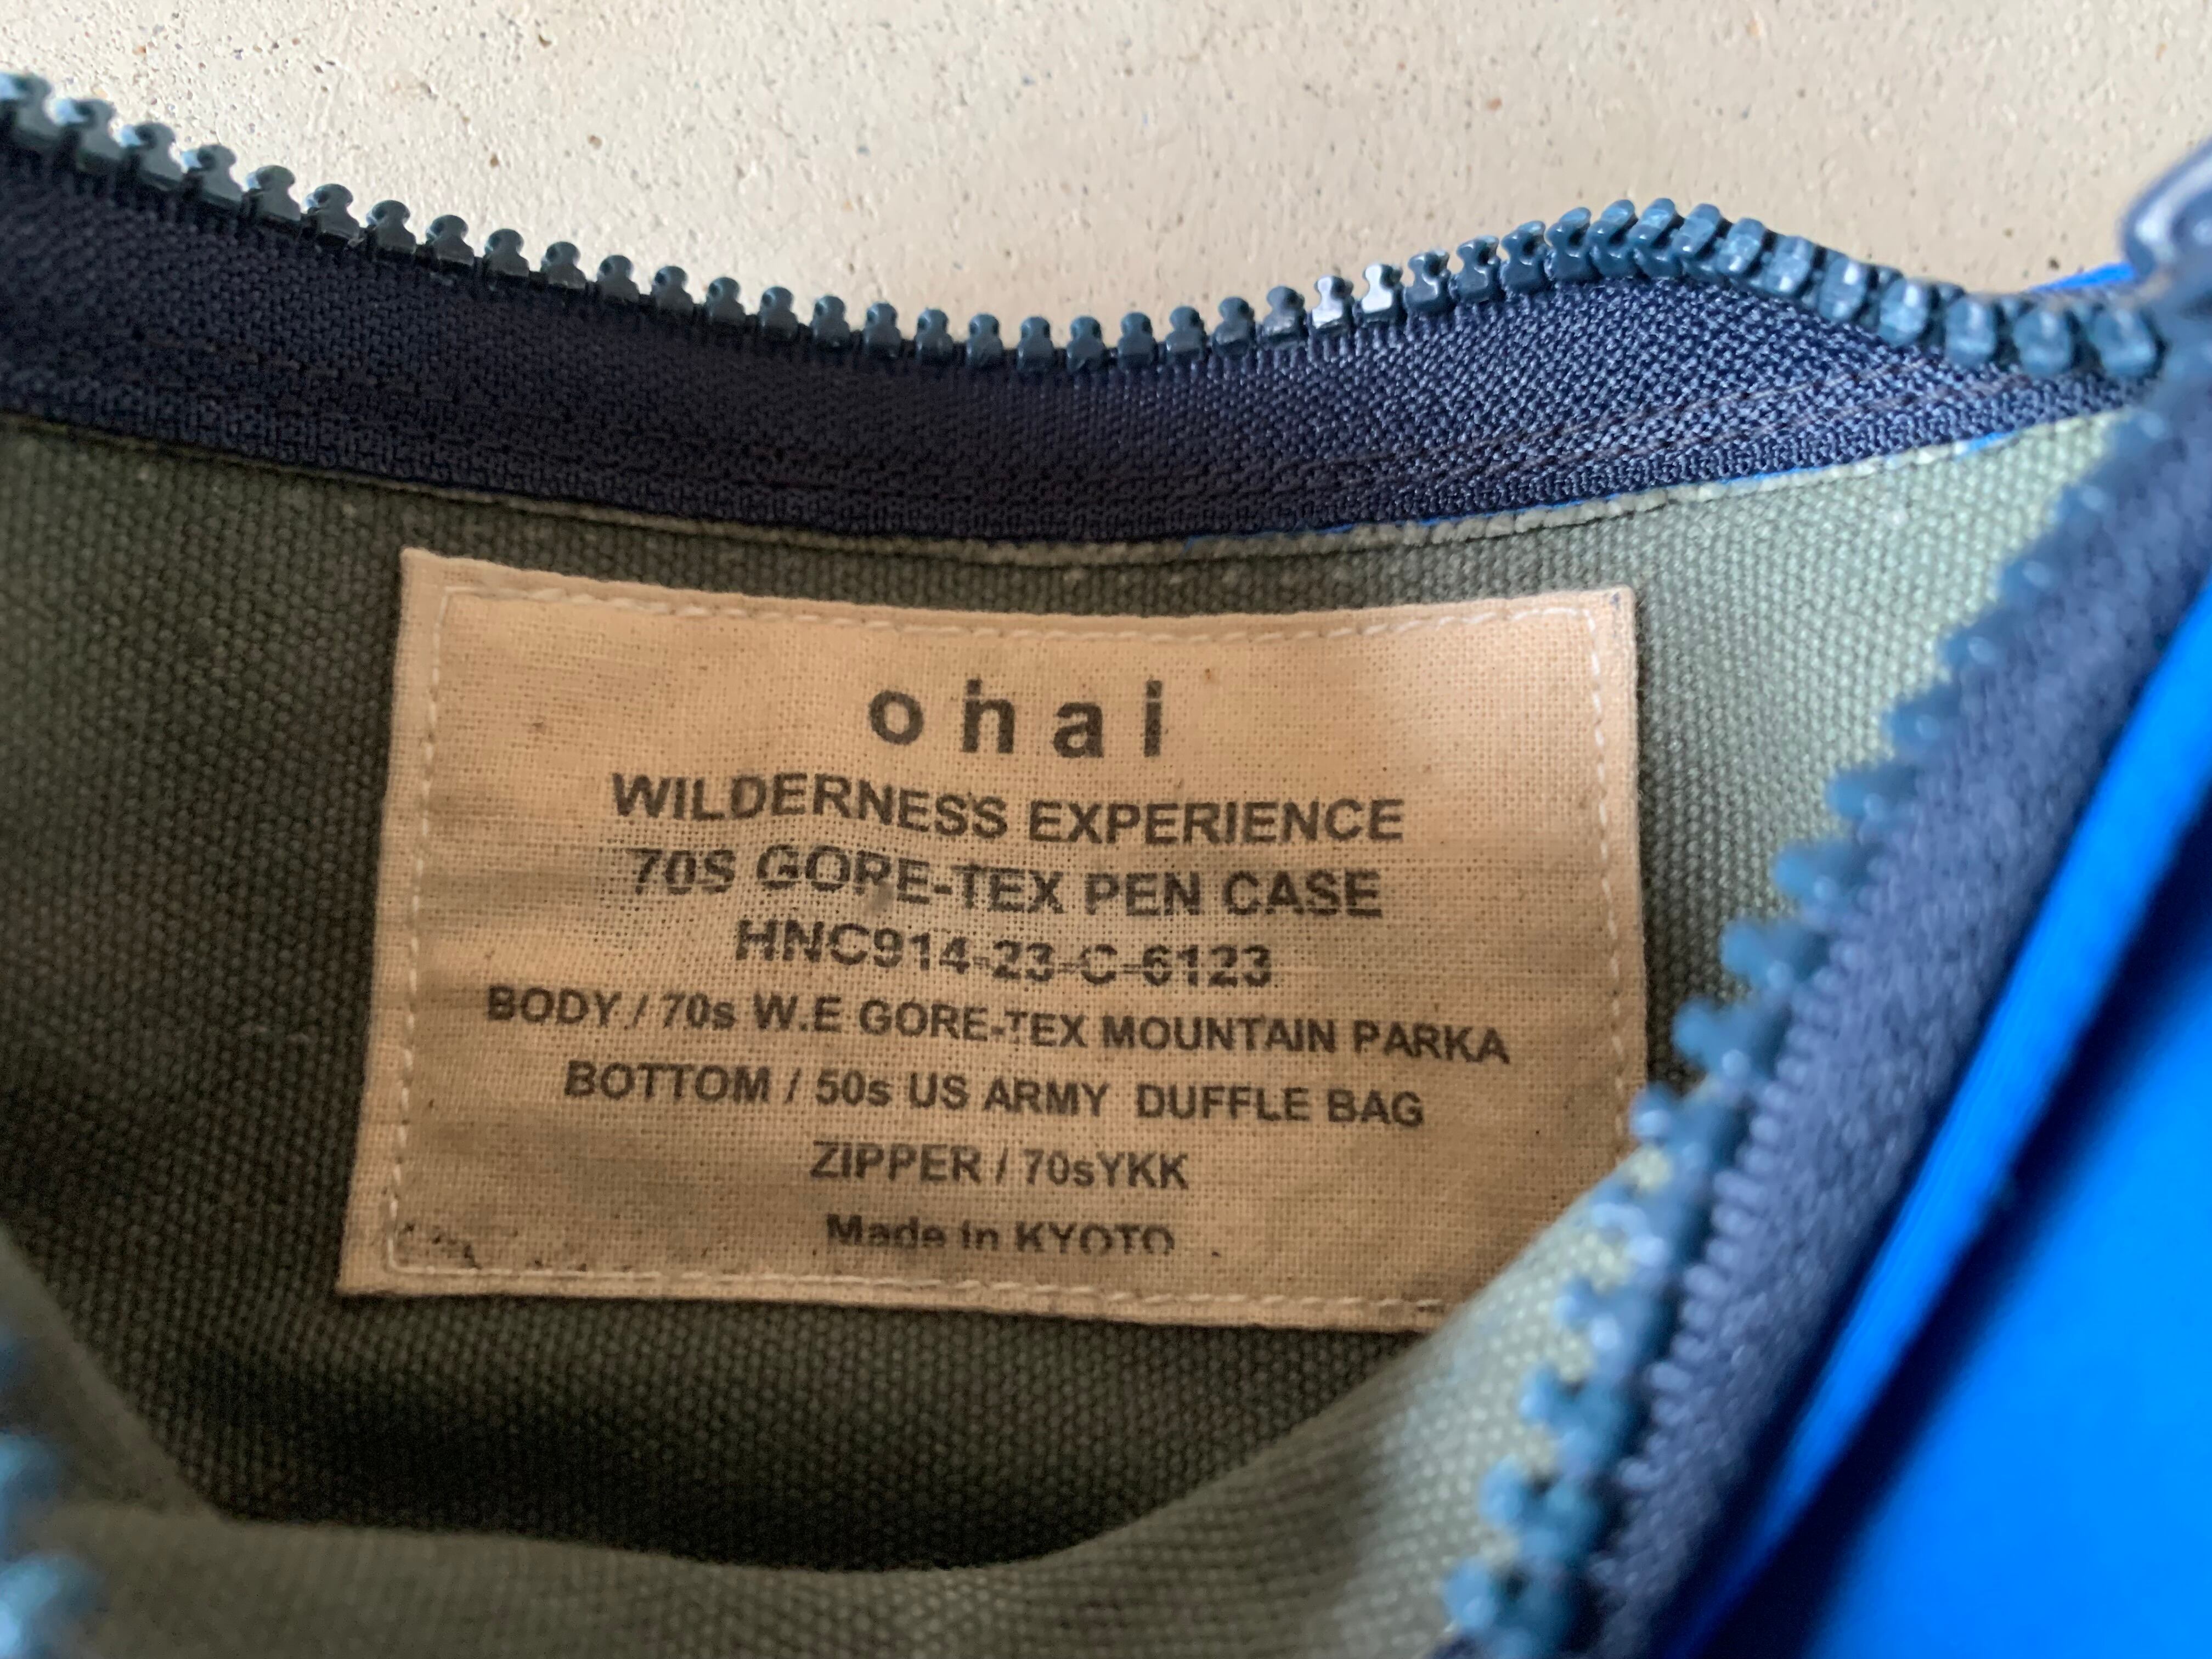 ohai
WILDERNESS EXPERIENCE
70S GORE-TEX PEN CASE
HNC914-23-C-6123
BODY / 70s W.E GORE-TEX MOUNTAIN PARKA
BOTTOM / 50s US ARMY DUFFLE BAG
ZIPPER / 70sYKK
Made in KYOTO